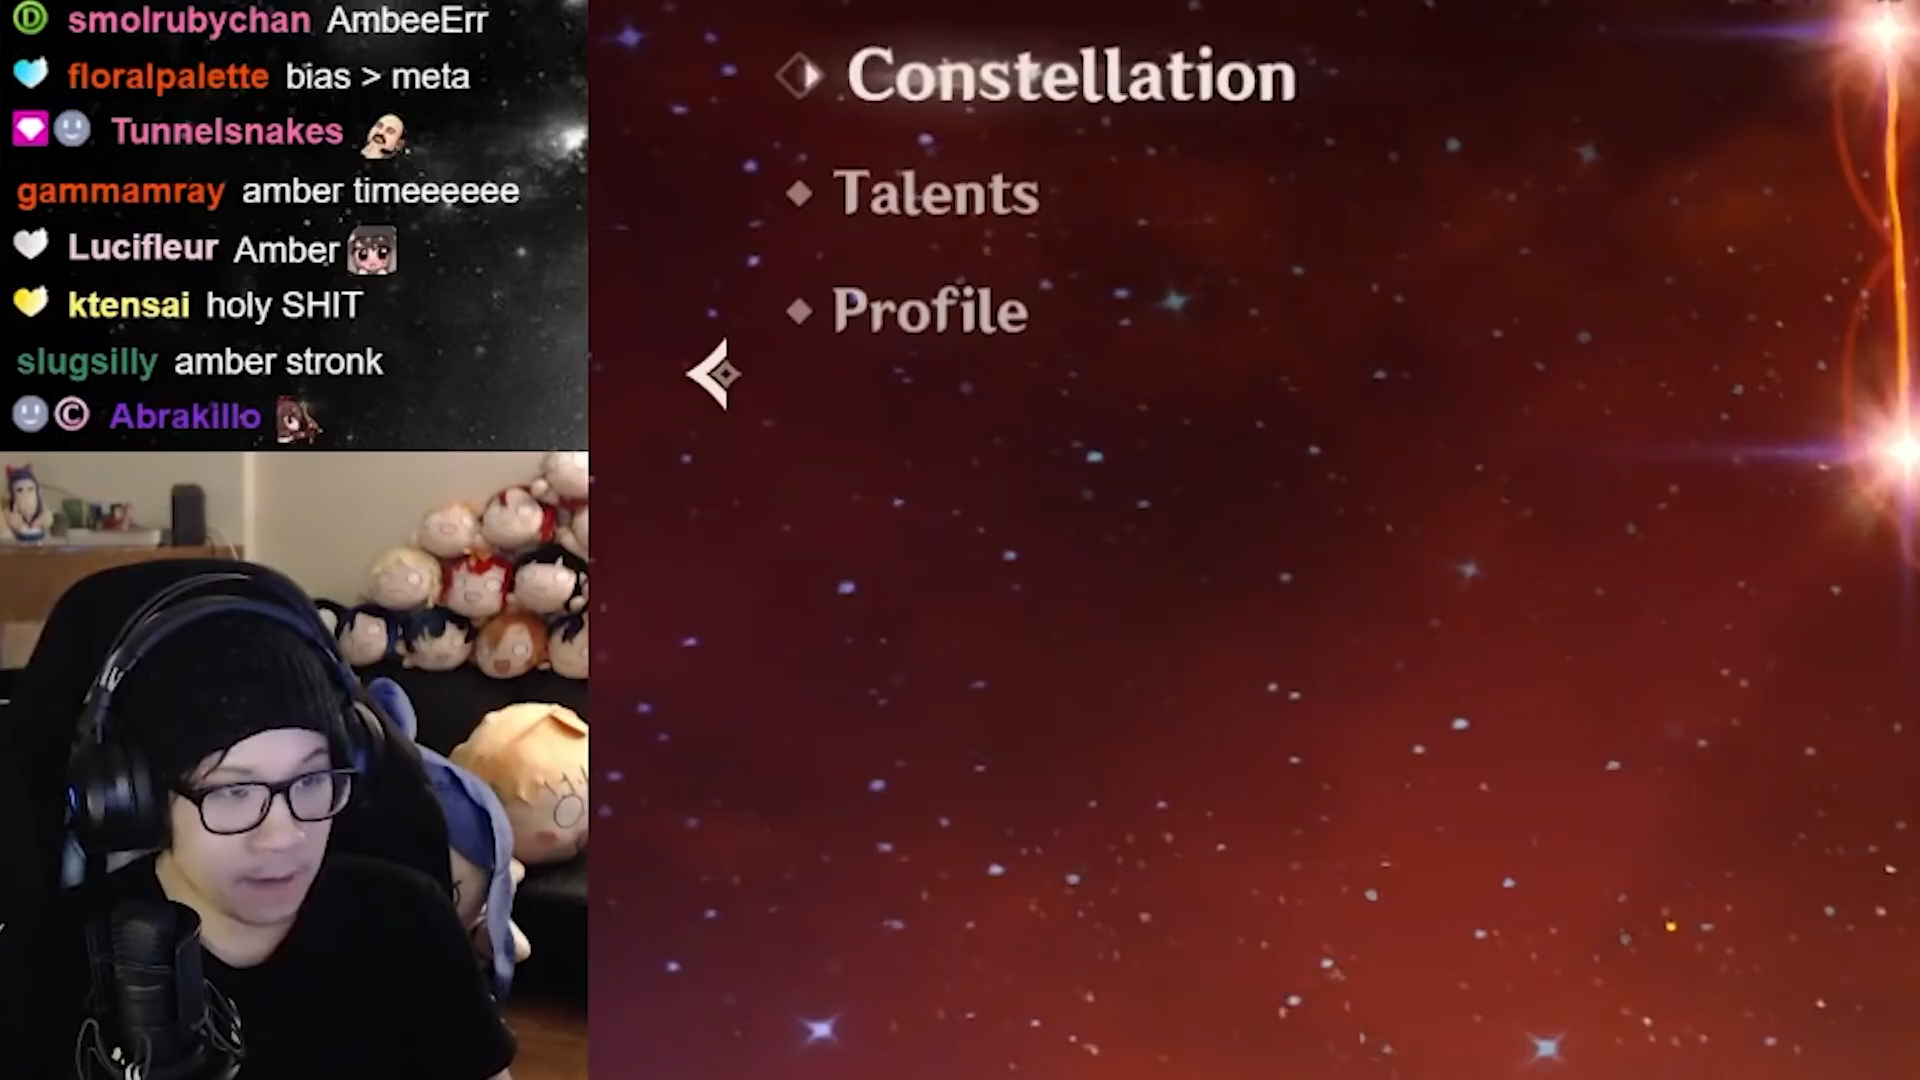 smolrubychan AmbeeErr
floralpalette bias > meta
Tunnelsnakes
gammamray amber timeeeeee
Lucifleur Amber
ktensai holy SHIT
slugsilly amber stronk
Abrakillo
Constellation
Talents
Profile